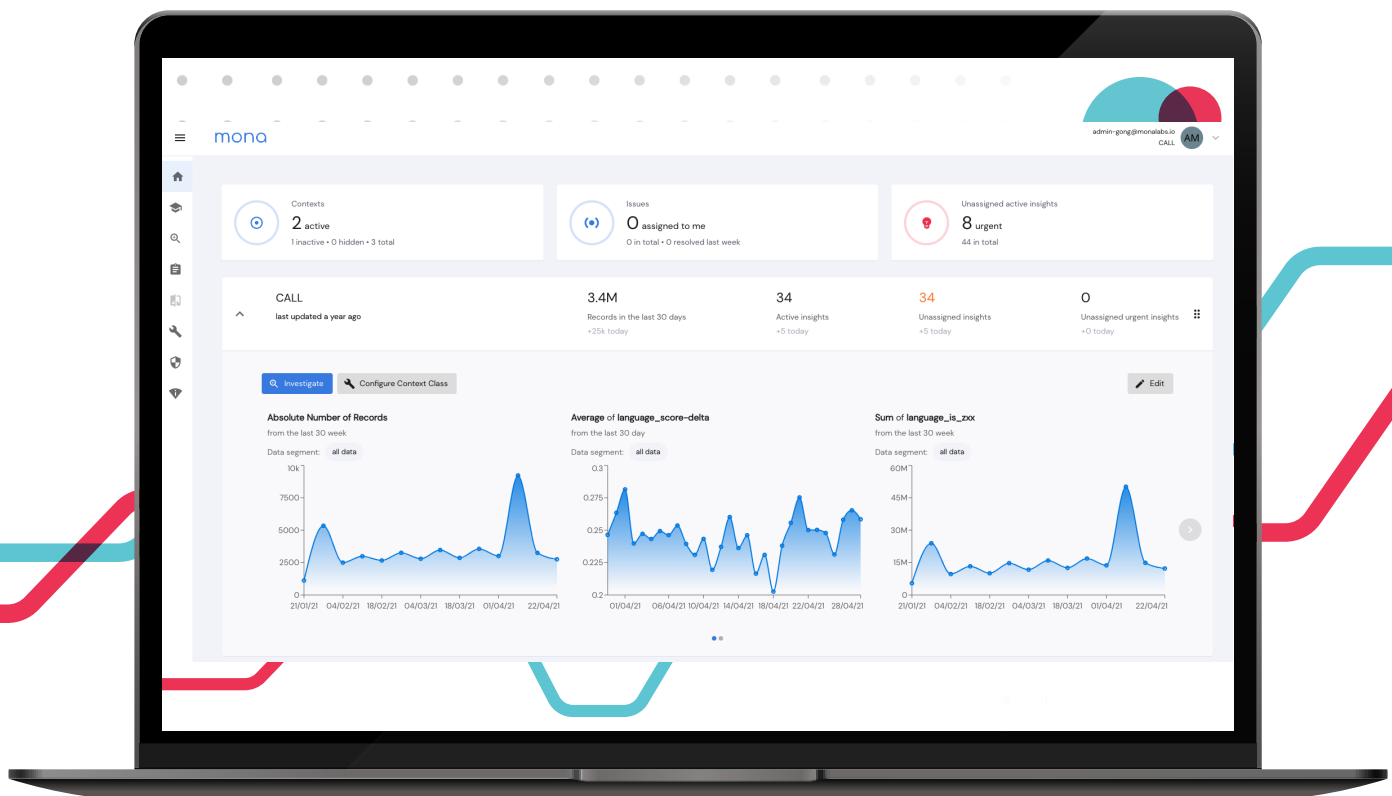 mona
admin-gong@monalabs.io
CALL
AM
Contexts
2 active
1 inactive • 0 hidden • 3 total
Issues
0 assigned to me
0 in total • 0 resolved last week
Unassigned active insights
8 urgent
44 in total
CALL
last updated a year ago
3.4M
Records in the last 30 days
+25k today
34
Active insights
+5 today
34
Unassigned insights
+5 today
0
Unassigned urgent insights
+0 today
Investigate
Configure Context Class
Edit
Absolute Number of Records
from the last 30 week
Data segment: all data
10k
7500
5000
2500
0
21/01/21 04/02/21 18/02/21 04/03/21 18/03/21 01/04/21 22/04/21
Average of language_score-delta
from the last 30 day
Data segment: all data
0.3
0.275
0.25
0.225
0.2
01/04/21 06/04/21 10/04/21 14/04/21 18/04/21 22/04/21 28/04/21
Sum of language_is_zxx
from the last 30 week
Data segment: all data
60M
45M
30M
15M
0
21/01/21 04/02/21 18/02/21 04/03/21 18/03/21 01/04/21 22/04/21